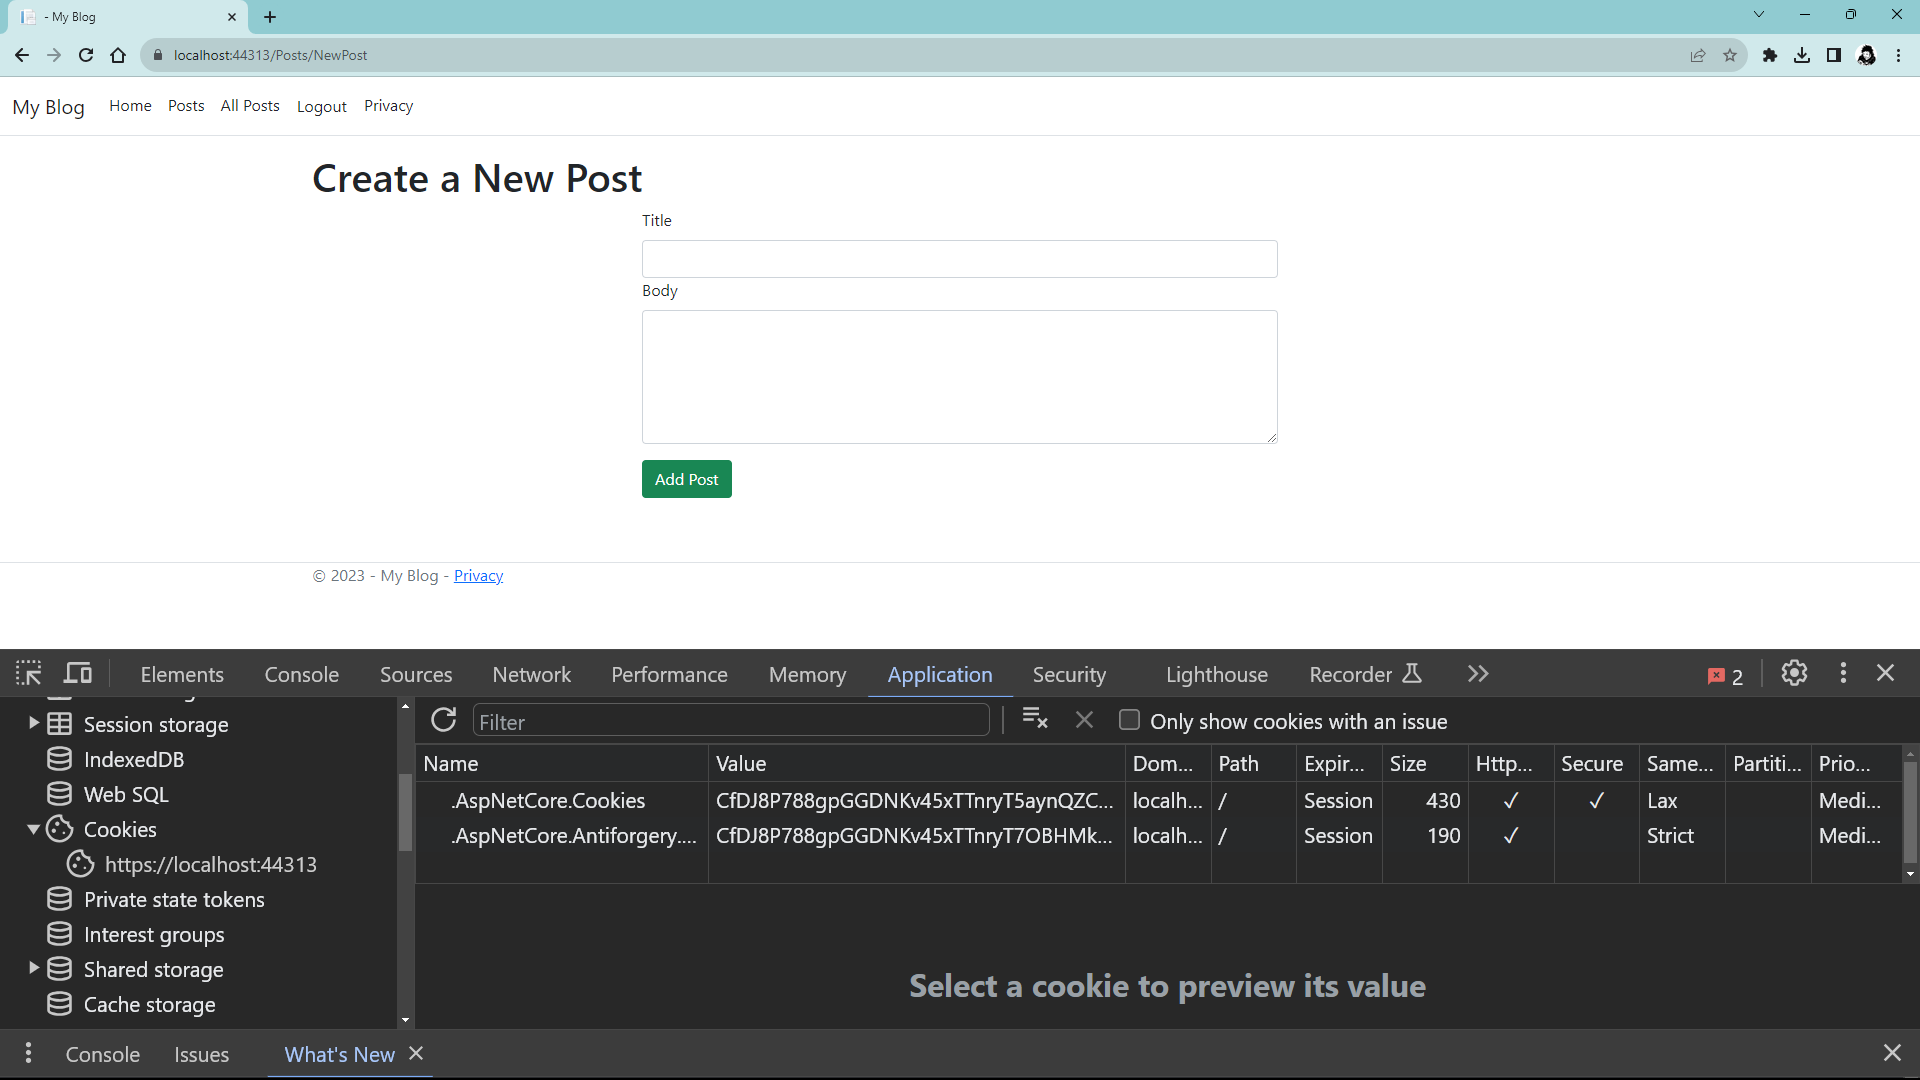 - My Blog
localhost:44313/Posts/NewPost
My Blog Home Posts All Posts Logout Privacy
Create a New Post
Title
Body
Add Post
© 2023 - My Blog - Privacy
Elements Console Sources Network Performance Memory Application Security Lighthouse Recorder 2
Session storage
IndexedDB
Web SQL
Cookies
https://localhost:44313
Private state tokens
Interest groups
Shared storage
Cache storage
Filter Only show cookies with an issue
Name Value Dom... Path Expir... Size Http... Secure Same... Partiti... Prio...
.AspNetCore.Cookies CfDJ8P788gpGGDNKv45xTTnryT5aynQZC... localh... / Session 430 ✓ ✓ Lax Medi...
.AspNetCore.Antiforgery.... CfDJ8P788gpGGDNKv45xTTnryT7OBHMk... localh... / Session 190 ✓ Strict Medi...
Select a cookie to preview its value
Console Issues What's New